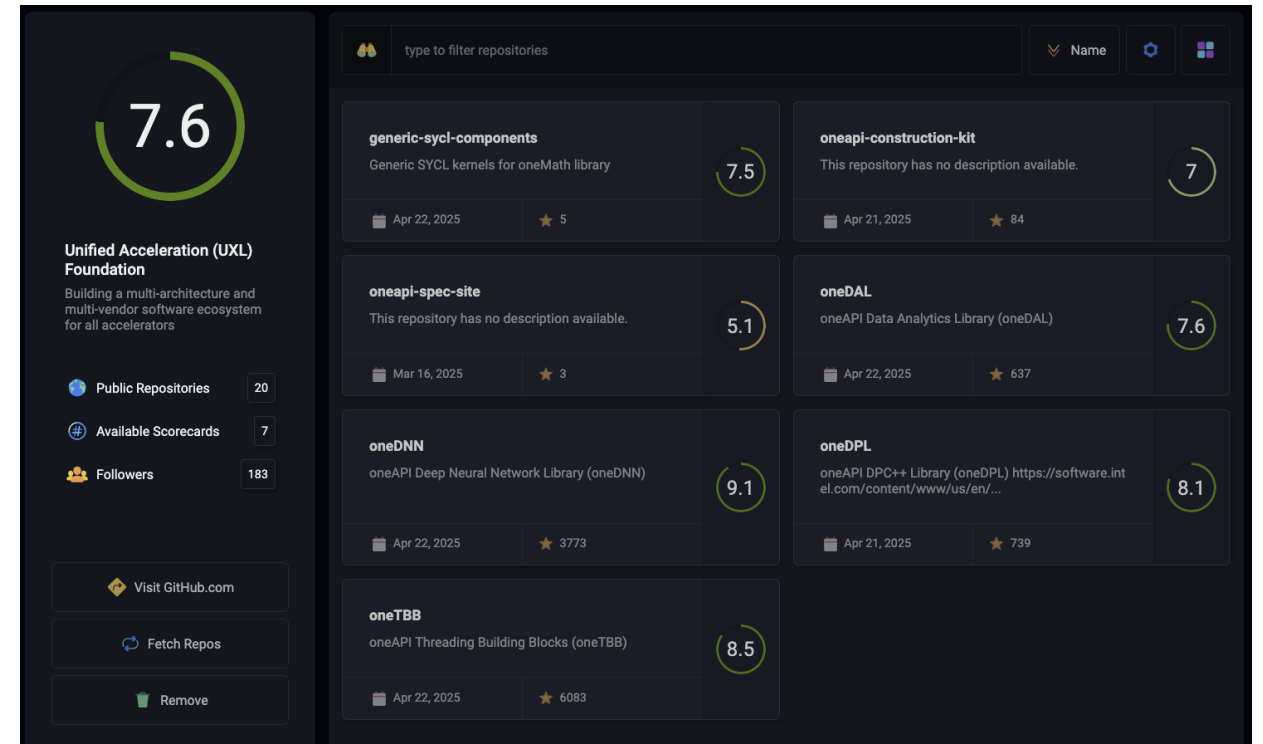 7.6
Unified Acceleration (UXL)
Foundation
Building a multi-architecture and
multi-vendor software ecosystem
for all accelerators
Public Repositories 20
Available Scorecards 7
Followers 183
Visit GitHub.com
Fetch Repos
Remove
type to filter repositories
Name
generic-sycl-components
Generic SYCL kernels for oneMath library
7.5
Apr 22, 2025 5
oneapi-construction-kit
This repository has no description available.
7
Apr 21, 2025 84
oneapi-spec-site
This repository has no description available.
5.1
Mar 16, 2025 3
oneDAL
oneAPI Data Analytics Library (oneDAL)
7.6
Apr 22, 2025 637
oneDNN
oneAPI Deep Neural Network Library (oneDNN)
9.1
Apr 22, 2025 3773
oneDPL
oneAPI DPC++ Library (oneDPL) https://software.int
el.com/content/www/us/en/...
8.1
Apr 21, 2025 739
oneTBB
oneAPI Threading Building Blocks (oneTBB)
8.5
Apr 22, 2025 6083